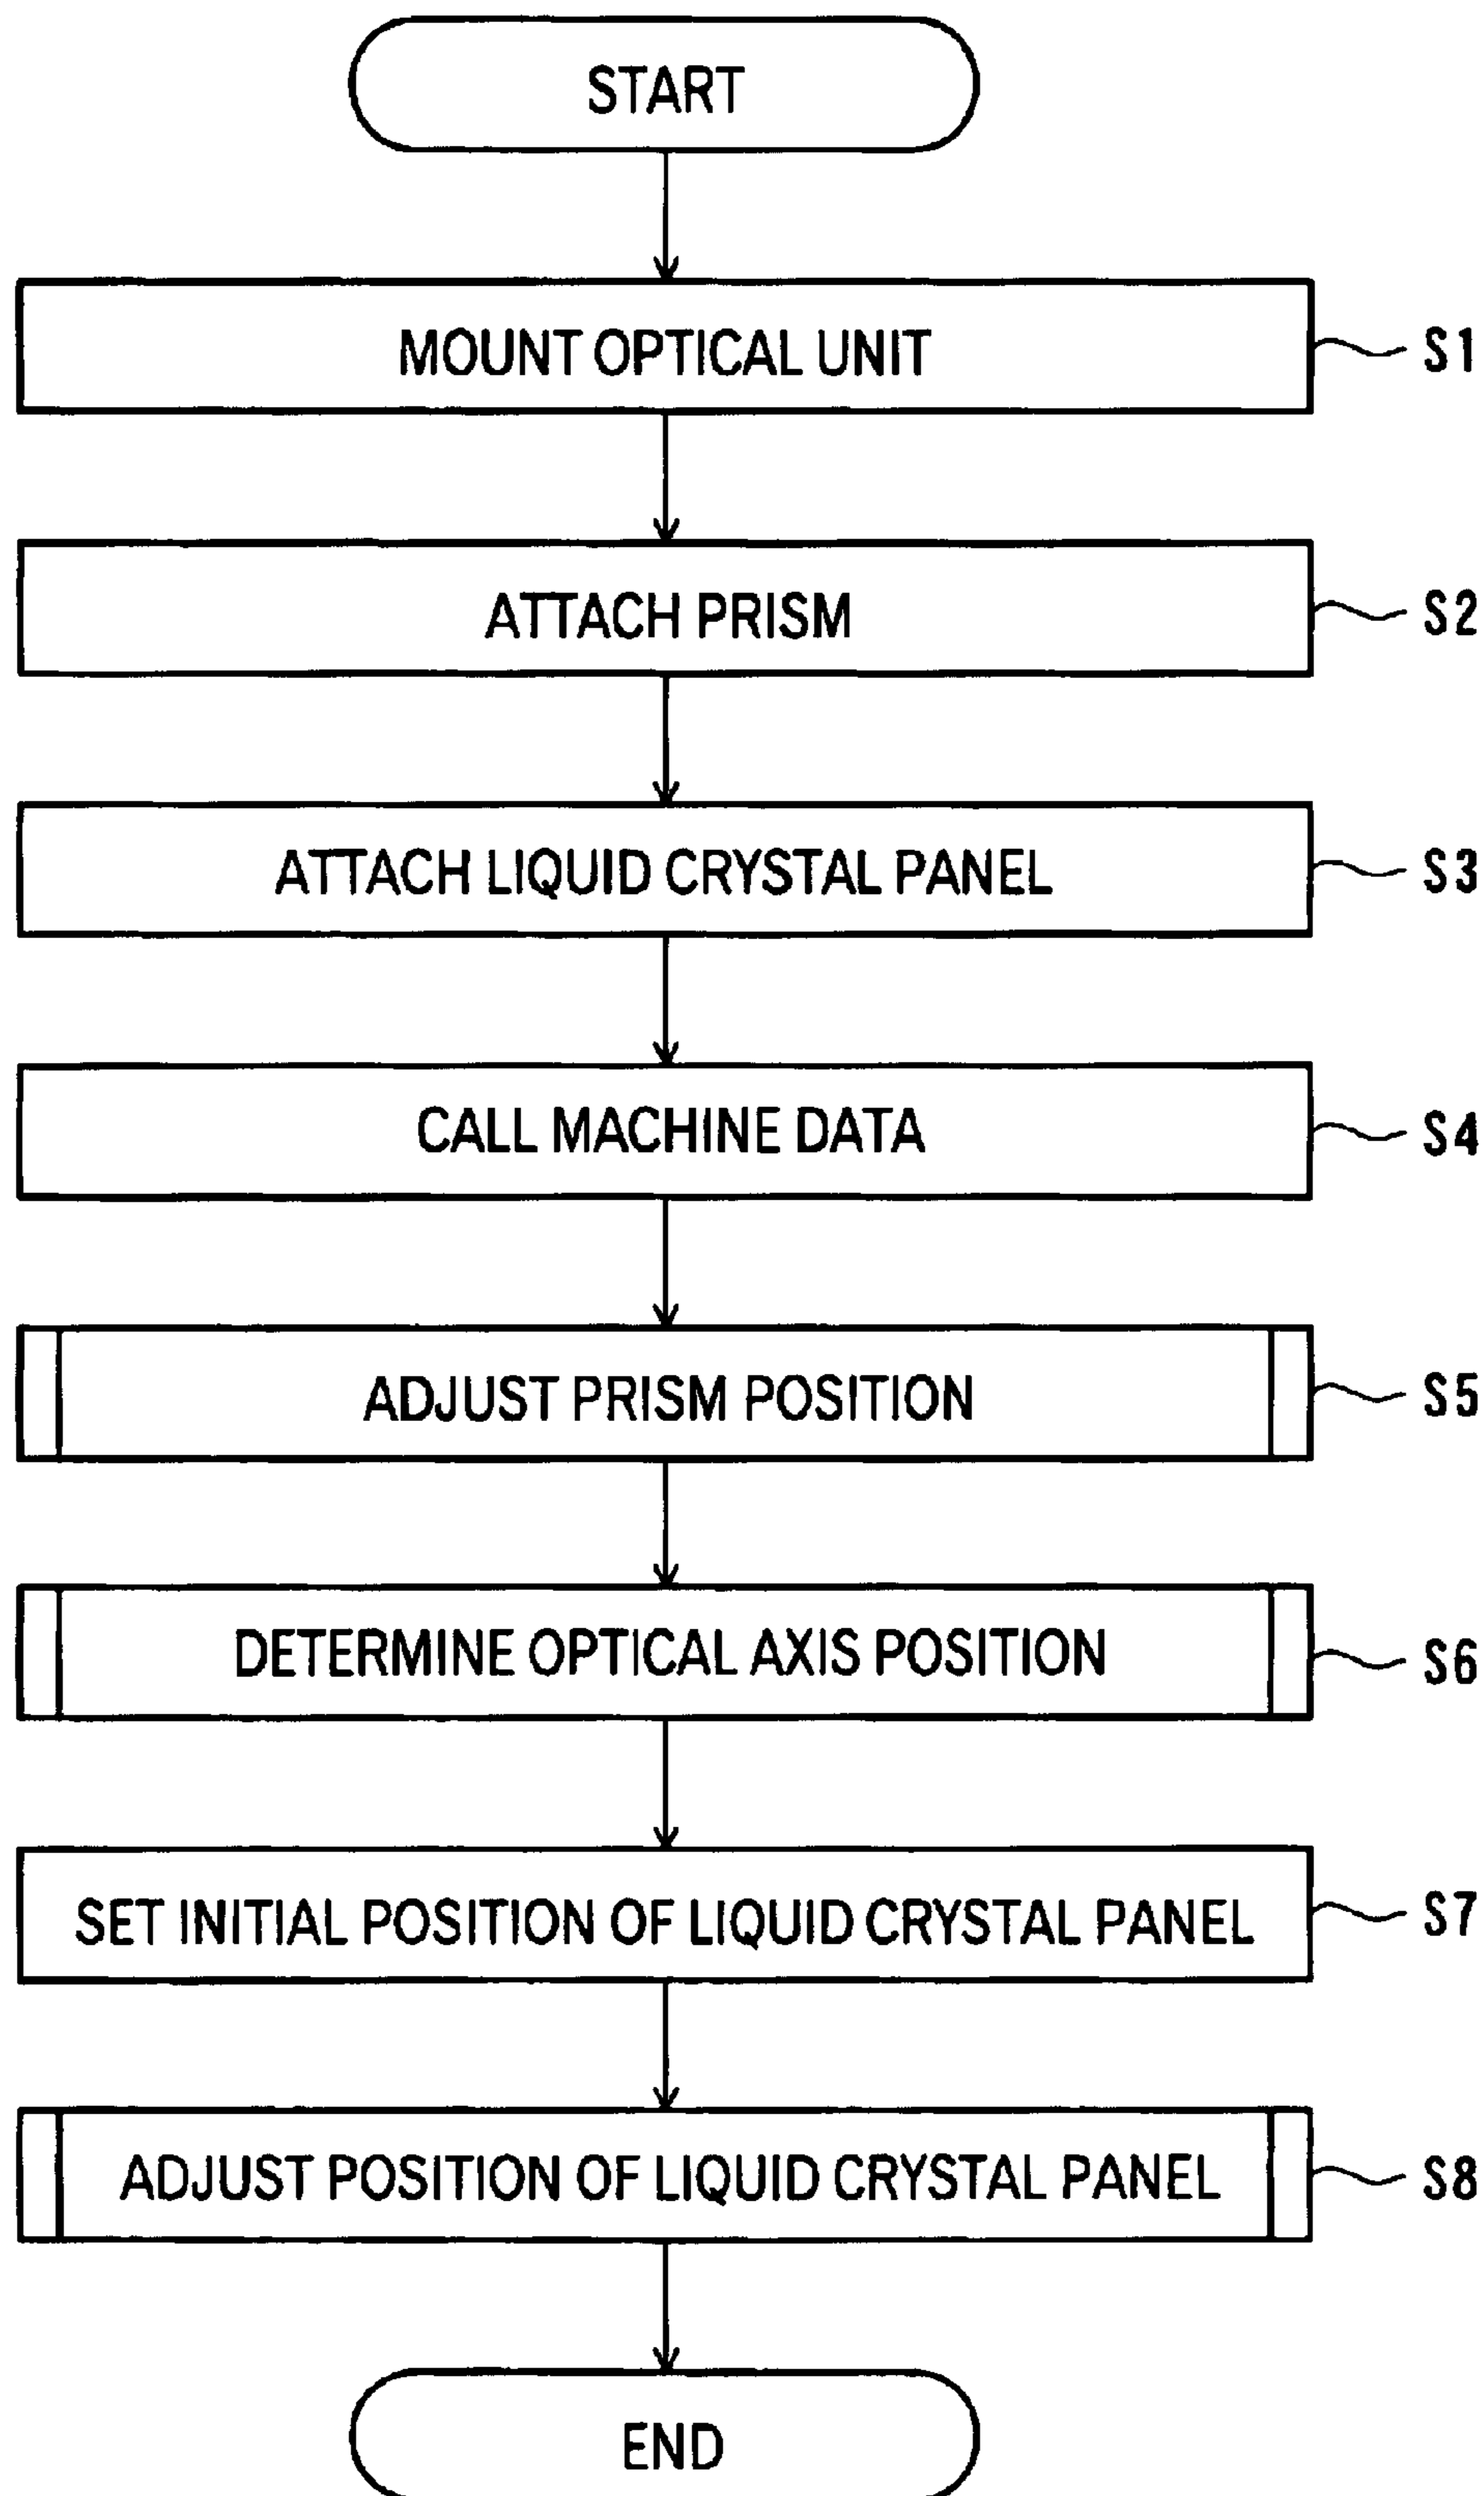 START
MOUNT OPTICAL UNIT S1
ATTACH PRISM S2
ATTACH LIQUID CRYSTAL PANEL S3
CALL MACHINE DATA S4
ADJUST PRISM POSITION S5
DETERMINE OPTICAL AXIS POSITION S6
SET INITIAL POSITION OF LIQUID CRYSTAL PANEL S7
ADJUST POSITION OF LIQUID CRYSTAL PANEL S8
END